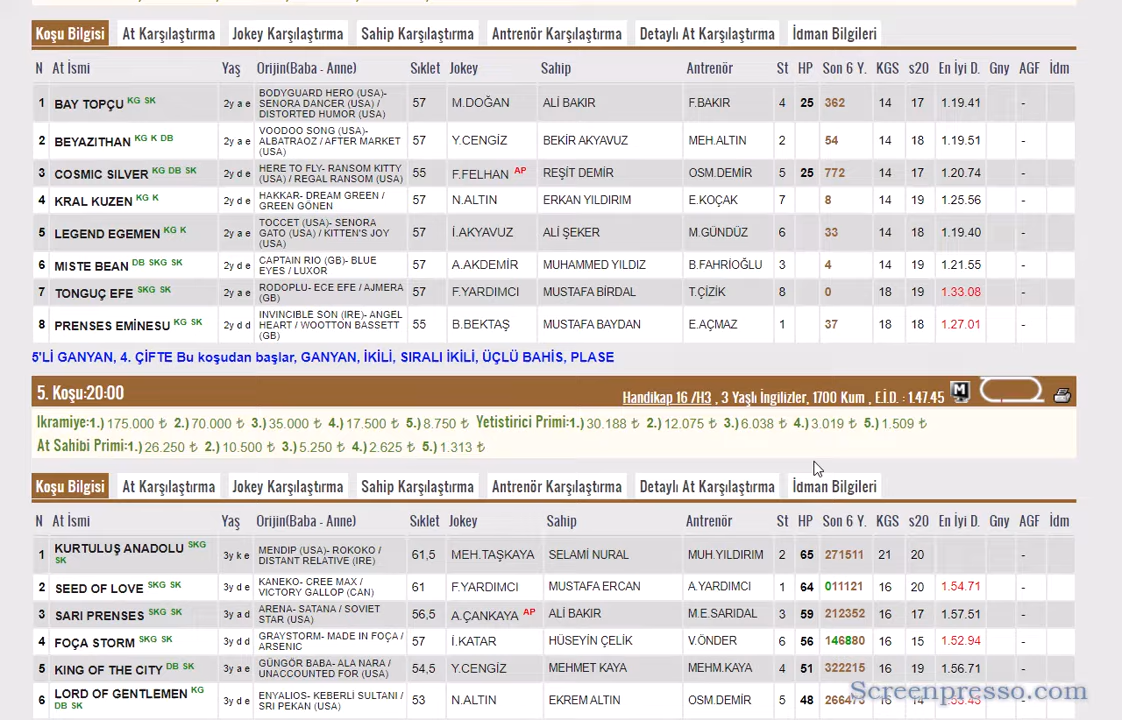 Koşu Bilgisi At Karşılaştırma Jokey Karşılaştırma Sahip Karşılaştırma Antrenör Karşılaştırma Detaylı At Karşılaştırma İdman Bilgileri
N At İsmi Yaş Orijin(Baba - Anne) Sıklet Jokey Sahip Antrenör St HP Son 6 Y. KGS s20 En İyi D. Gny AGF İdm
1 BAY TOPÇU KG SK 2y a e BODYGUARD HERO (USA)- SENORA DANCER (USA) / DISTORTED HUMOR (USA) 57 M.DOĞAN ALİ BAKIR F.BAKIR 4 25 362 14 17 1.19.41 -
2 BEYAZITHAN KG K DB 2y a e VOODOO SONG (USA)- ALBATRAOZ / AFTER MARKET (USA) 57 Y.CENGİZ BEKİR AKYAVUZ MEH.ALTIN 2 54 14 18 1.19.51 -
3 COSMIC SILVER KG DB SK 2y d e HERE TO FLY- RANSOM KITTY (USA) / REGAL RANSOM (USA) 55 F.FELHAN AP REŞİT DEMİR OSM.DEMİR 5 25 772 14 17 1.20.74 -
4 KRAL KUZEN KG K 2y d e HAKKAR- DREAM GREEN / GREEN GÖNEN 57 N.ALTIN ERKAN YILDIRIM E.KOÇAK 7 8 14 19 1.25.56 -
5 LEGEND EGEMEN KG K 2y a e TOCCET (USA)- SENORA GATO (USA) / KITTEN'S JOY (USA) 57 İ.AKYAVUZ ALİ ŞEKER M.GÜNDÜZ 6 33 14 18 1.19.40 -
6 MISTE BEAN DB SKG SK 2y d e CAPTAIN RIO (GB)- BLUE EYES / LUXOR 57 A.AKDEMİR MUHAMMED YILDIZ B.FAHRİOĞLU 3 4 14 19 1.21.55 -
7 TONGUÇ EFE SKG SK 2y a e RODOPLU- ECE EFE / AJMERA (GB) 57 F.YARDIMCI MUSTAFA BİRDAL T.ÇİZİK 8 0 18 19 1.33.08 -
8 PRENSES EMİNESU KG SK 2y d d INVINCIBLE SON (IRE)- ANGEL HEART / WOOTTON BASSETT (GB) 55 B.BEKTAŞ MUSTAFA BAYDAN E.AÇMAZ 1 37 18 18 1.27.01 -
5'Lİ GANYAN, 4. ÇİFTE Bu koşudan başlar, GANYAN, İKİLİ, SIRALI İKİLİ, ÜÇLÜ BAHİS, PLASE
5. Koşu:20:00 Handikap 16 /H3 , 3 Yaşlı İngilizler, 1700 Kum , E.İ.D. : 1.47.45 M
Ikramiye:1.) 175.000 ₺ 2.) 70.000 ₺ 3.) 35.000 ₺ 4.) 17.500 ₺ 5.) 8.750 ₺ Yetistirici Primi:1.) 30.188 ₺ 2.) 12.075 ₺ 3.) 6.038 ₺ 4.) 3.019 ₺ 5.) 1.509 ₺
At Sahibi Primi:1.) 26.250 ₺ 2.) 10.500 ₺ 3.) 5.250 ₺ 4.) 2.625 ₺ 5.) 1.313 ₺
Koşu Bilgisi At Karşılaştırma Jokey Karşılaştırma Sahip Karşılaştırma Antrenör Karşılaştırma Detaylı At Karşılaştırma İdman Bilgileri
N At İsmi Yaş Orijin(Baba - Anne) Sıklet Jokey Sahip Antrenör St HP Son 6 Y. KGS s20 En İyi D. Gny AGF İdm
1 KURTULUŞ ANADOLU SKG SK 3y k e MENDIP (USA)- ROKOKO / DISTANT RELATIVE (IRE) 61,5 MEH.TAŞKAYA SELAMİ NURAL MUH.YILDIRIM 2 65 271511 21 20 -
2 SEED OF LOVE SKG SK 3y d e KANEKO- CREE MAX / VICTORY GALLOP (CAN) 61 F.YARDIMCI MUSTAFA ERCAN A.YARDIMCI 1 64 011121 16 20 1.54.71 -
3 SARI PRENSES SKG SK 3y a d ARENA- SATANA / SOVIET STAR (USA) 56,5 A.ÇANKAYA AP ALİ BAKIR M.E.SARIDAL 3 59 212352 16 17 1.57.51 -
4 FOÇA STORM SKG SK 3y d d GRAYSTORM- MADE IN FOÇA / ARSENIC 57 İ.KATAR HÜSEYİN ÇELİK V.ÖNDER 6 56 146880 16 15 1.52.94 -
5 KING OF THE CITY DB SK 3y a e GÜNGÖR BABA- ALA NARA / UNACCOUNTED FOR (USA) 54,5 Y.CENGİZ MEHMET KAYA MEHM.KAYA 4 51 322215 16 19 1.56.71 -
6 LORD OF GENTLEMEN KG DB SK 3y a e ENYALIOS- KEBERLİ SULTANI / SRI PEKAN (USA) 53 N.ALTIN EKREM ALTIN OSM.DEMİR 5 48 -
Screenpresso.com